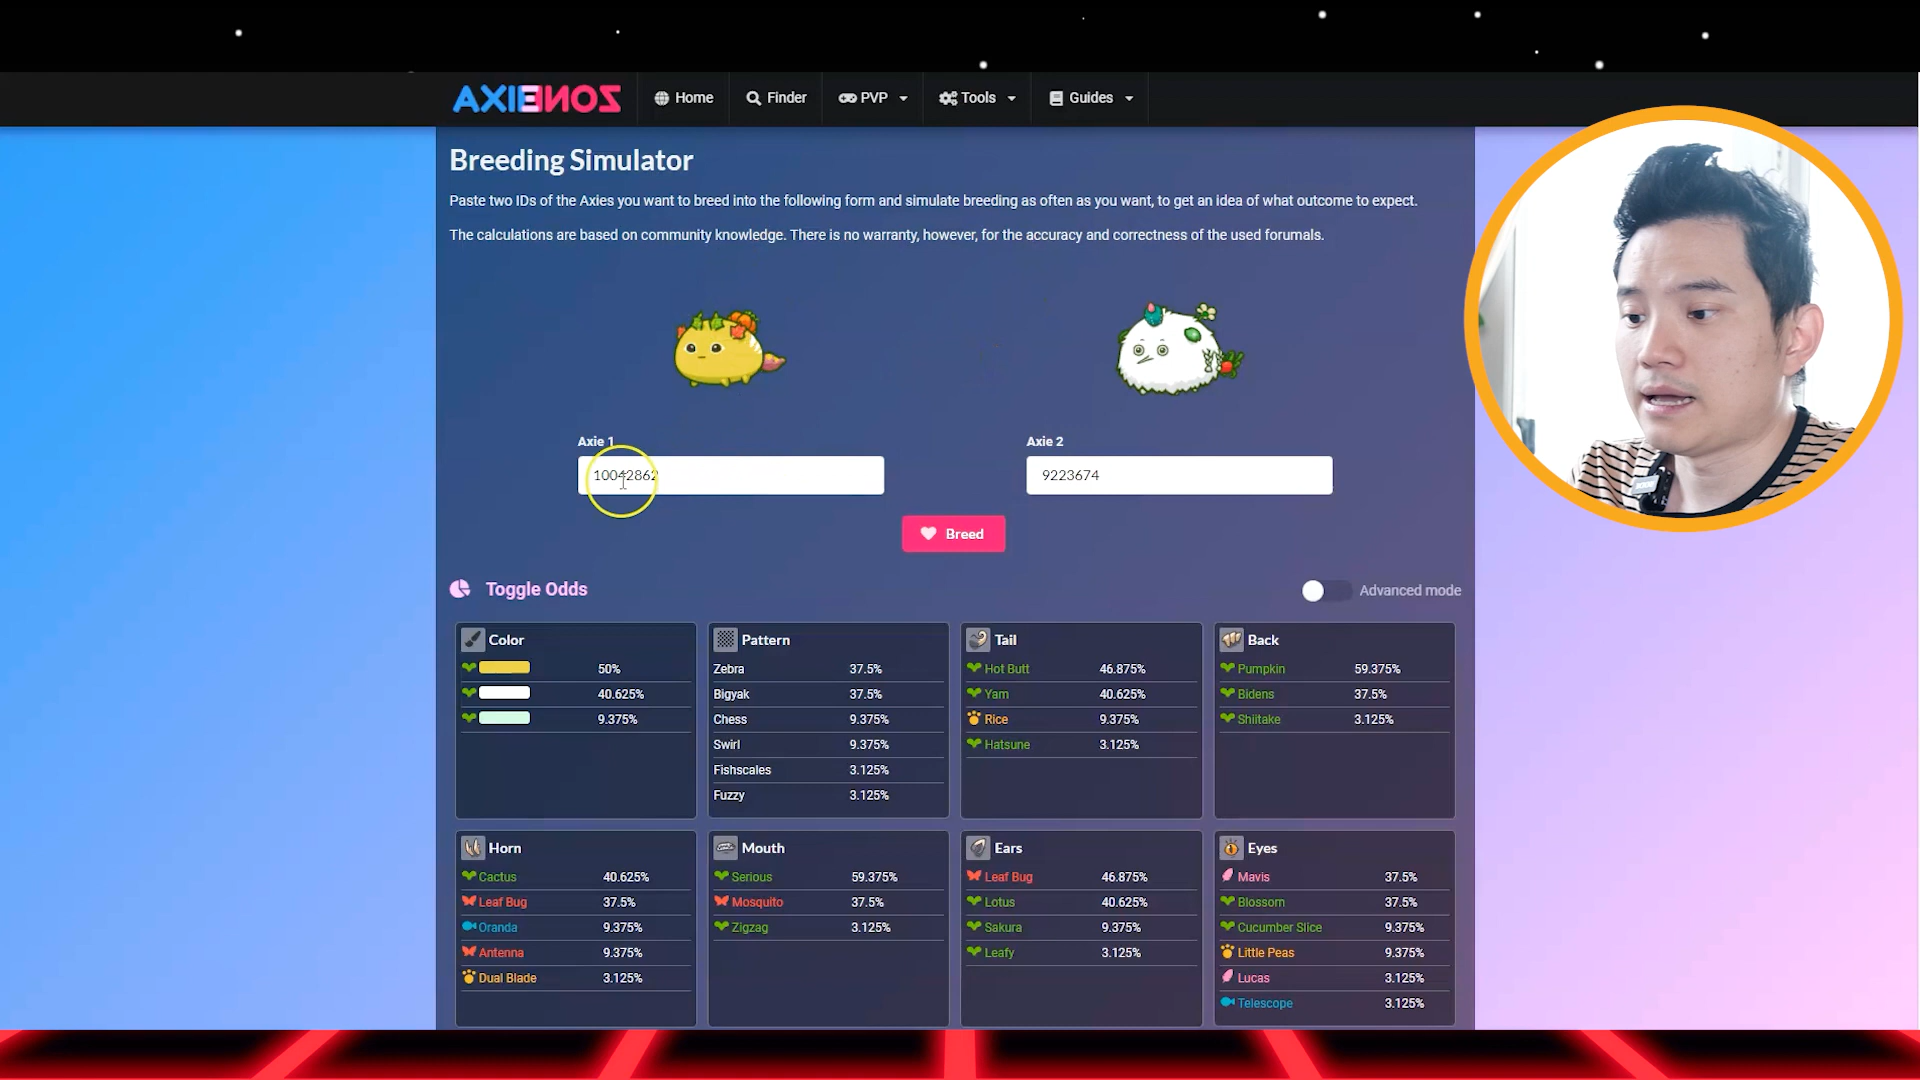 AXIE ZONE
Home
Finder
PVP
Tools
Guides
Breeding Simulator
Paste two IDs of the Axies you want to breed into the following form and simulate breeding as often as you want, to get an idea of what outcome to expect.
The calculations are based on community knowledge. There is no warranty, however, for the accuracy and correctness of the used forumals.
Axie 1
Axie 2
10042862
9223674
Breed
Toggle Odds
Advanced mode
Color
50%
40.625%
9.375%
Pattern
Zebra 37.5%
Bigyak 37.5%
Chess 9.375%
Swirl 9.375%
Fishscales 3.125%
Fuzzy 3.125%
Tail
Hot Butt 46.875%
Yam 40.625%
Rice 9.375%
Hatsune 3.125%
Back
Pumpkin 59.375%
Bidens 37.5%
Shiitake 3.125%
Horn
Cactus 40.625%
Leaf Bug 37.5%
Oranda 9.375%
Antenna 9.375%
Dual Blade 3.125%
Mouth
Serious 59.375%
Mosquito 37.5%
Zigzag 3.125%
Ears
Leaf Bug 46.875%
Lotus 40.625%
Sakura 9.375%
Leafy 3.125%
Eyes
Mavis 37.5%
Blossom 37.5%
Cucumber Slice 9.375%
Little Peas 9.375%
Lucas 3.125%
Telescope 3.125%